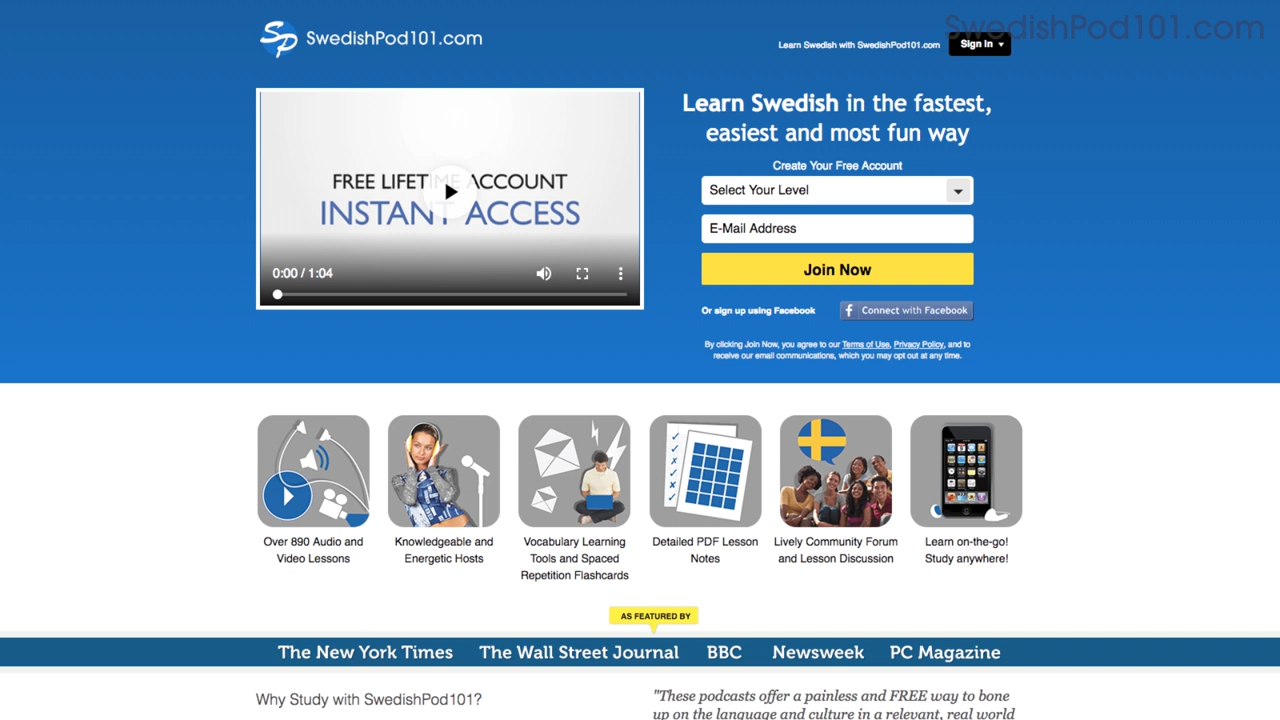 SwedishPod101.com
SwedishPod101.com
Learn Swedish with SwedishPod101.com
Sign In
FREE LIFETIME ACCOUNT
INSTANT ACCESS
0:00 / 1:04
Learn Swedish in the fastest,
easiest and most fun way
Create Your Free Account
Select Your Level
E-Mail Address
Join Now
Or sign up using Facebook
f Connect with Facebook
By clicking Join Now, you agree to our Terms of Use, Privacy Policy, and to
receive our email communications, which you may opt out at any time.
Over 890 Audio and
Video Lessons
Knowledgeable and
Energetic Hosts
Vocabulary Learning
Tools and Spaced
Repetition Flashcards
Detailed PDF Lesson
Notes
Lively Community Forum
and Lesson Discussion
Learn on-the-go!
Study anywhere!
AS FEATURED BY
The New York Times The Wall Street Journal BBC Newsweek PC Magazine
Why Study with SwedishPod101?
"These podcasts offer a painless and FREE way to bone
up on the language and culture in a relevant, real world